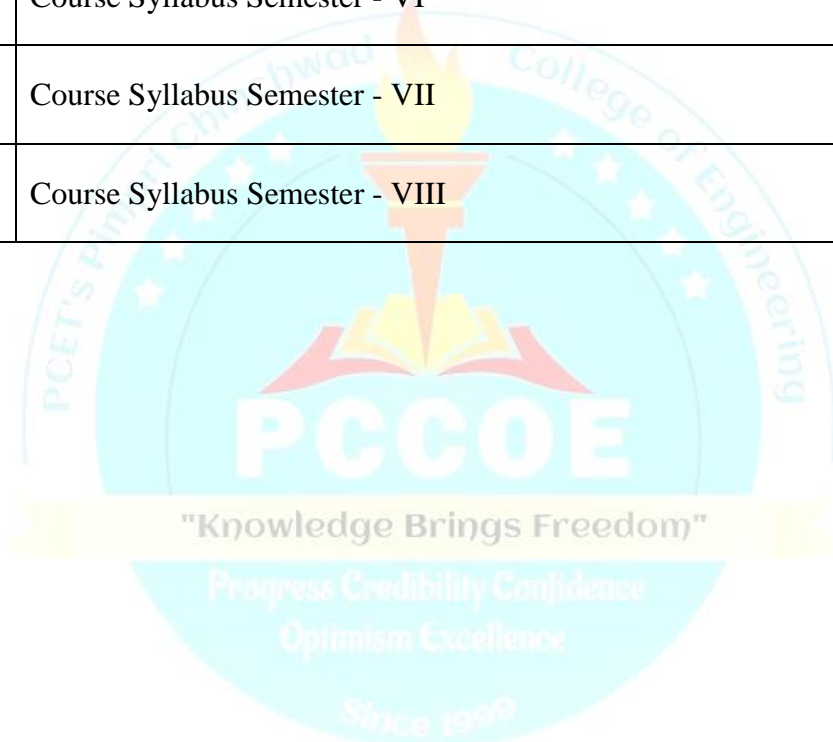 Course Syllabus Semester - VI
Course Syllabus Semester - VII
Course Syllabus Semester - VIII
PCET's Pimpri Chinchwad College of Engineering
PCCOE
"Knowledge Brings Freedom"
Progress Credibility Confidence
Optimism Excellence
Since 1999